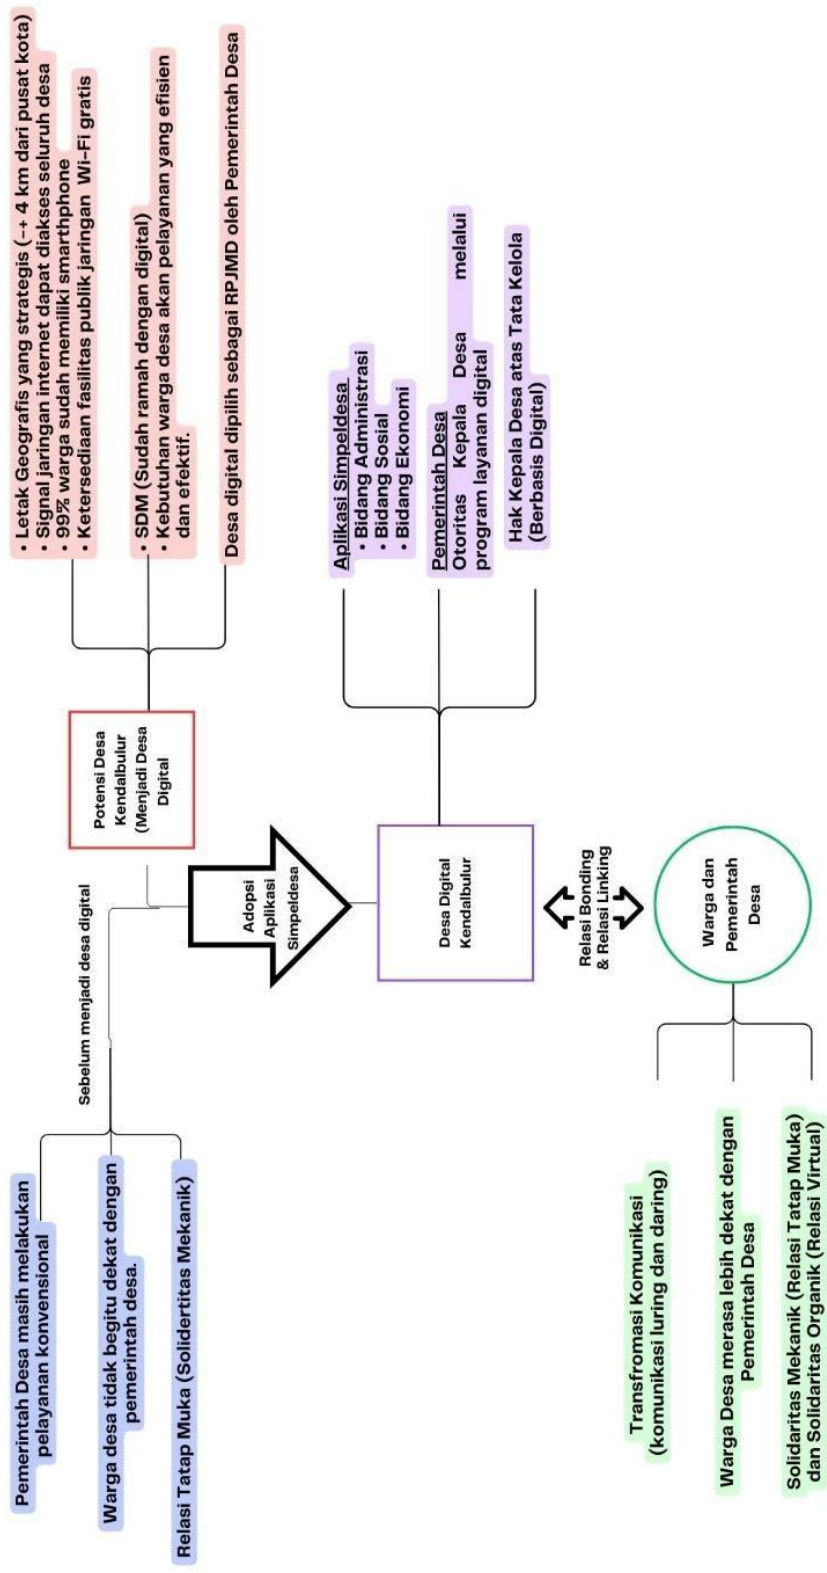 Pemerintah Desa masih melakukan
pelayanan konvensional
Warga desa tidak begitu dekat dengan
pemerintah desa.
Relasi Tatap Muka (Solidertitas Mekanik)
Sebelum menjadi desa digital
Potensi Desa
Kendalbulur
(Menjadi Desa
Digital
• Letak Geografis yang strategis (-+ 4 km dari pusat kota)
• Signal jaringan internet dapat diakses seluruh desa
• 99% warga sudah memiliki smarthphone
• Ketersediaan fasilitas publik jaringan Wi-Fi gratis
• SDM (Sudah ramah dengan digital)
• Kebutuhan warga desa akan pelayanan yang efisien
dan efektif.
Desa digital dipilih sebagai RPJMD oleh Pemerintah Desa
Adopsi
Aplikasi
Simpeldesa
Desa Digital
Kendalbulur
Aplikasi Simpeldesa
• Bidang Administrasi
• Bidang Sosial
• Bidang Ekonomi
Pemerintah Desa
Otoritas Kepala Desa melalui
program layanan digital
Hak Kepala Desa atas Tata Kelola
(Berbasis Digital)
Relasi Bonding
& Relasi Linking
Warga dan
Pemerintah
Desa
Transfromasi Komunikasi
(komunikasi luring dan daring)
Warga Desa merasa lebih dekat dengan
Pemerintah Desa
Solidaritas Mekanik (Relasi Tatap Muka)
dan Solidaritas Organik (Relasi Virtual)